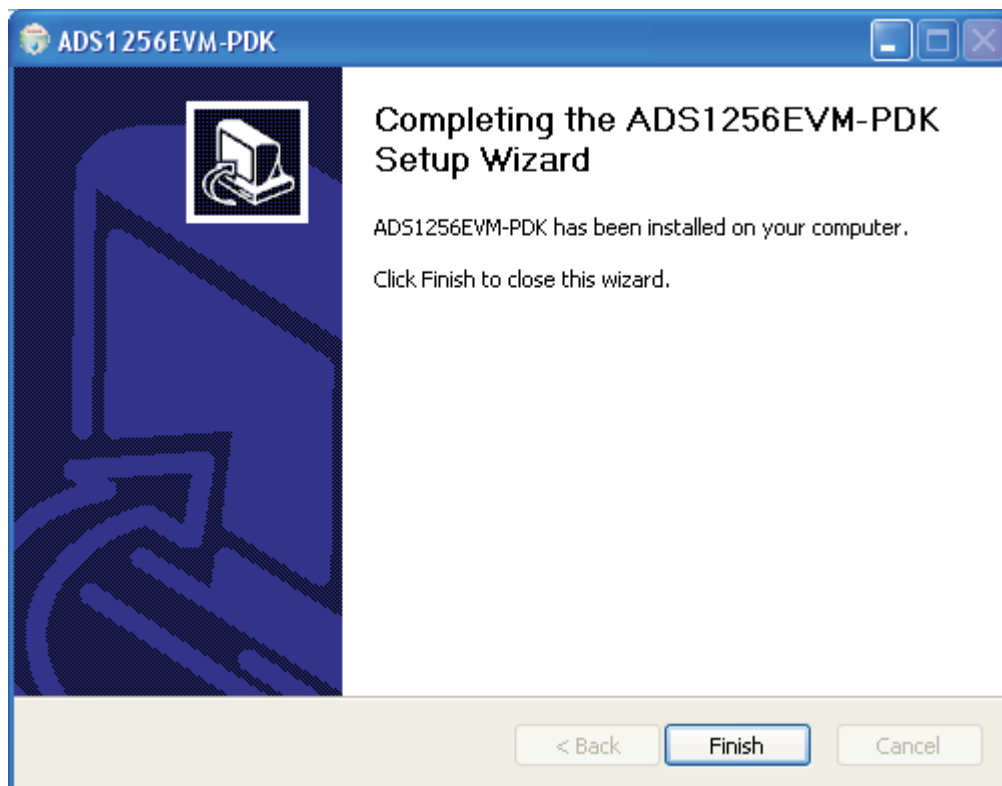 ADS1256EVM-PDK
Completing the ADS1256EVM-PDK
Setup Wizard
ADS1256EVM-PDK has been installed on your computer.
Click Finish to close this wizard.
< Back
Finish
Cancel